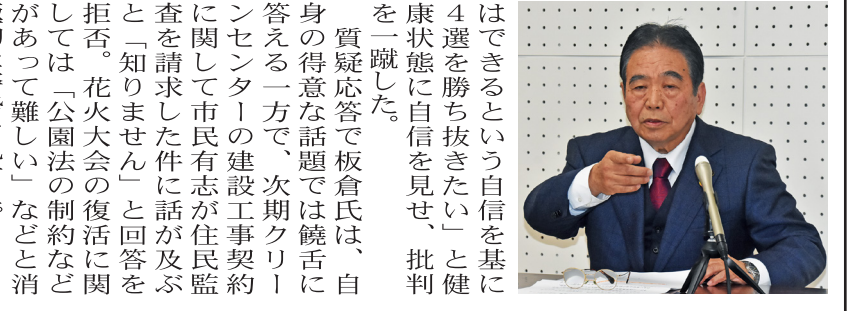 はできるという自信を基に
４選を勝ち抜きたい」と健
康状態に自信を見せ、批判
を一蹴した。
　質疑応答で板倉氏は、自
身の得意な話題では饒舌に
答える一方で、次期クリー
ンセンターの建設工事契約
に関して市民有志が住民監
査を請求した件に話が及ぶ
と「知りません」と回答を
拒否。花火大会の復活に関
しては「公園法の制約など
があって難しい」などと消